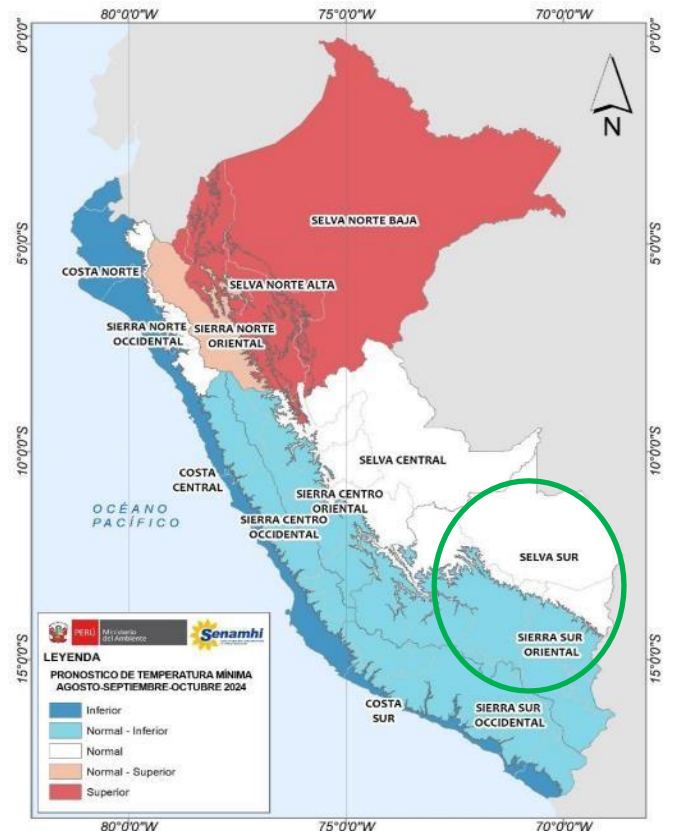 80°0'0"W 75°0'0"W 70°0'0"W
0°0'0" 0°0'0"
N
SELVA NORTE BAJA
5°0'0"S 5°0'0"S
COSTA NORTE
SELVA NORTE ALTA
SIERRA NORTE
OCCIDENTAL
SIERRA NORTE
ORIENTAL
10°0'0"S 10°0'0"S
SELVA CENTRAL
COSTA
CENTRAL
SIERRA CENTRO
ORIENTAL
OCÉANO
PACÍFICO
SIERRA CENTRO
OCCIDENTAL
SELVA SUR
SIERRA SUR
ORIENTAL
15°0'0"S 15°0'0"S
COSTA
SUR
SIERRA SUR
OCCIDENTAL
PERÚ Ministerio
del Ambiente
Senamhi
LEYENDA
PRONOSTICO DE TEMPERATURA MÍNIMA
AGOSTO-SEPTIEMBRE-OCTUBRE 2024
Inferior
Normal - Inferior
Normal
Normal - Superior
Superior
80°0'0"W 75°0'0"W 70°0'0"W